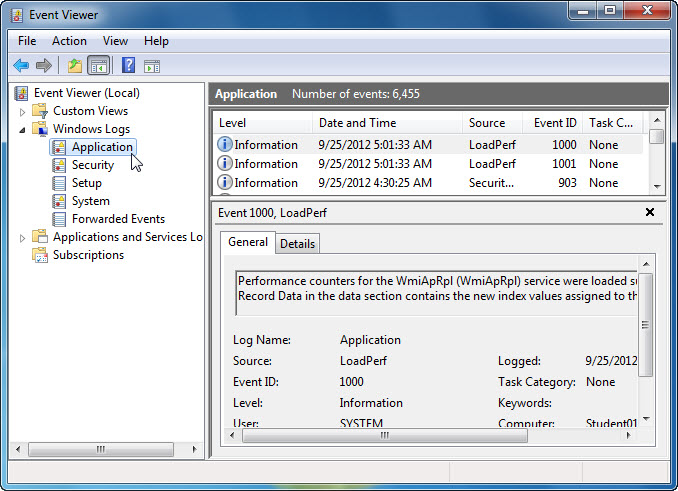 Event Viewer
File Action View Help
Event Viewer (Local)
Custom Views
Windows Logs
Application
Security
Setup
System
Forwarded Events
Applications and Services Lo
Subscriptions
Application Number of events: 6,455
Level Date and Time Source Event ID Task C...
Information 9/25/2012 5:01:33 AM LoadPerf 1000 None
Information 9/25/2012 5:01:33 AM LoadPerf 1001 None
Information 9/25/2012 4:30:25 AM Securit... 903 None
Event 1000, LoadPerf
General Details
Performance counters for the WmiApRpl (WmiApRpl) service were loaded su
Record Data in the data section contains the new index values assigned to th
Log Name: Application
Source: LoadPerf Logged: 9/25/2012
Event ID: 1000 Task Category: None
Level: Information Keywords:
User: SYSTEM Computer: Student01